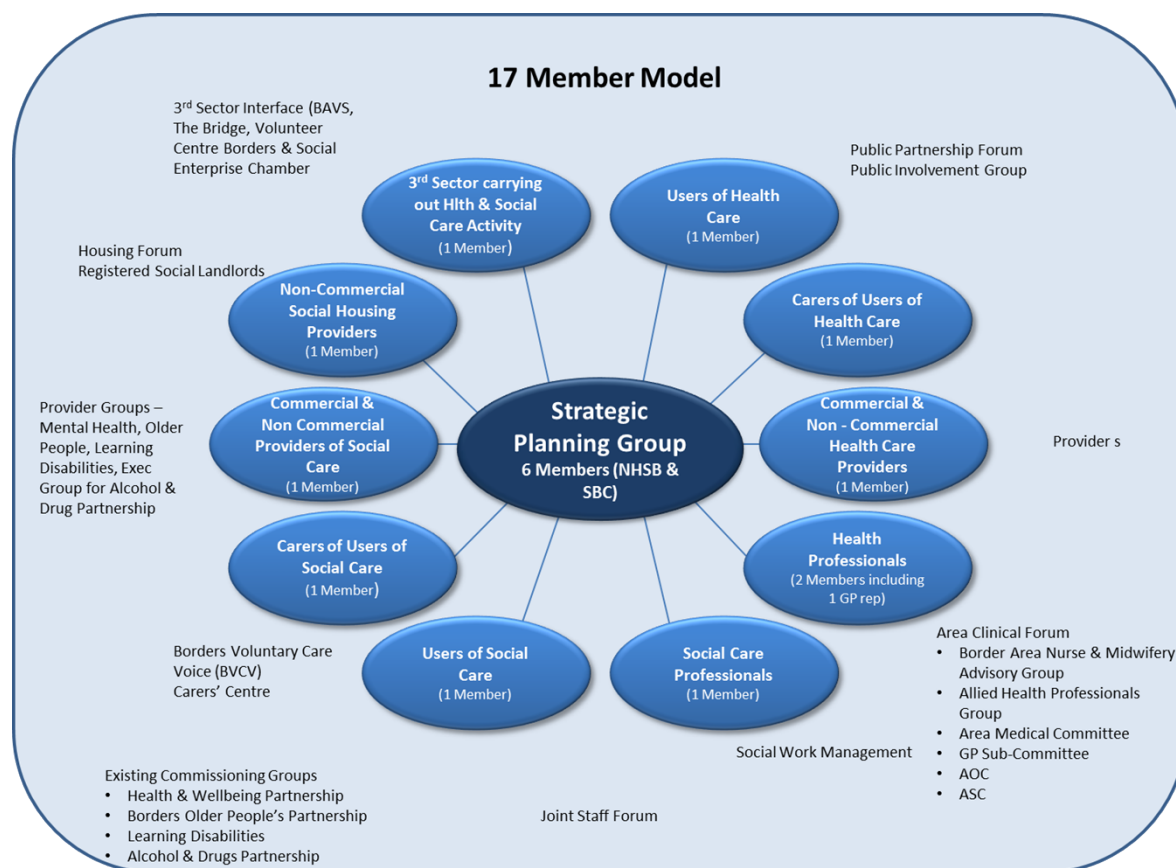 17 Member Model
3rd Sector Interface (BAVS,
The Bridge, Volunteer
Centre Borders & Social
Enterprise Chamber
Public Partnership Forum
Public Involvement Group
3rd Sector carrying
out Hlth & Social
Care Activity
(1 Member)
Users of Health
Care
(1 Member)
Housing Forum
Registered Social Landlords
Non-Commercial
Social Housing
Providers
(1 Member)
Carers of Users of
Health Care
(1 Member)
Provider Groups –
Mental Health, Older
People, Learning
Disabilities, Exec
Group for Alcohol &
Drug Partnership
Commercial &
Non Commercial
Providers of Social
Care
(1 Member)
Strategic
Planning Group
6 Members (NHSB &
SBC)
Commercial &
Non - Commercial
Health Care
Providers
(1 Member)
Provider s
Carers of Users of
Social Care
(1 Member)
Health
Professionals
(2 Members including
1 GP rep)
Borders Voluntary Care
Voice (BVCV)
Carers' Centre
Users of Social
Care
(1 Member)
Social Care
Professionals
(1 Member)
Area Clinical Forum
• Border Area Nurse & Midwifery
Advisory Group
• Allied Health Professionals
Group
• Area Medical Committee
• GP Sub-Committee
• AOC
• ASC
Social Work Management
Existing Commissioning Groups
• Health & Wellbeing Partnership
• Borders Older People's Partnership
• Learning Disabilities
• Alcohol & Drugs Partnership
Joint Staff Forum